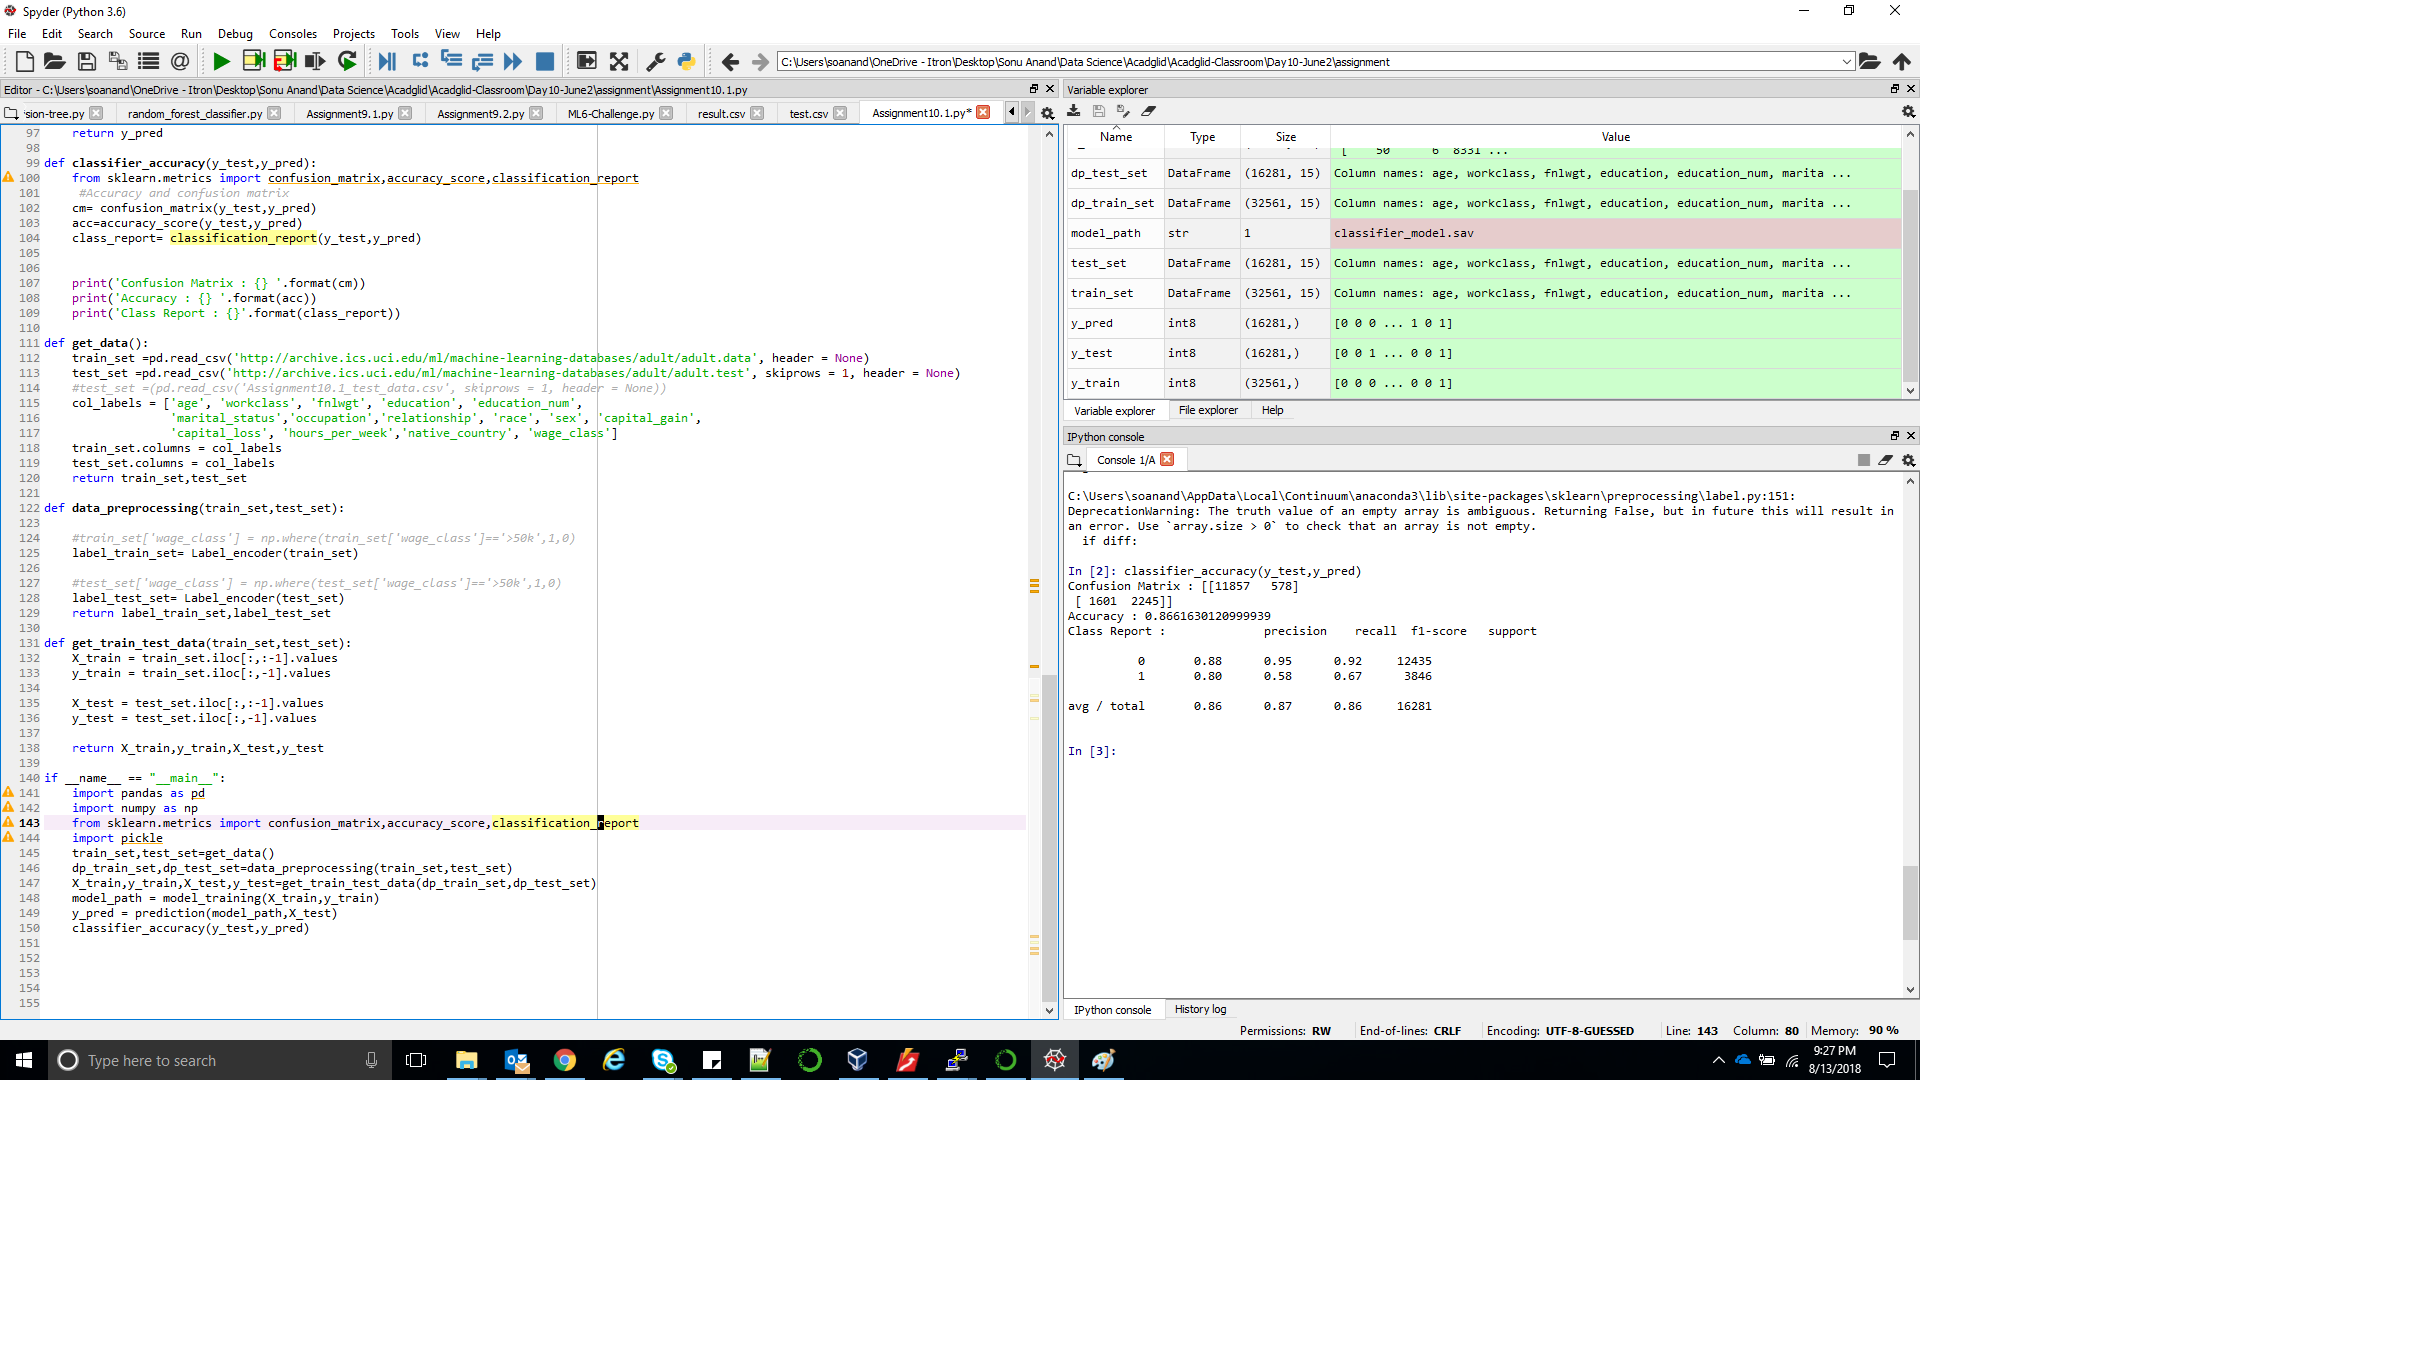 Spyder (Python 3.6)
File Edit Search Source Run Debug Consoles Projects Tools View Help
C:\Users\soanand\OneDrive - Itron\Desktop\Sonu Anand\Data Science\Acadglid\Acadglid-Classroom\Day10-June2\assignment
Editor - C:\Users\soanand\OneDrive - Itron\Desktop\Sonu Anand\Data Science\Acadglid\Acadglid-Classroom\Day10-June2\assignment\Assignment10.1.py
sion-tree.py random_forest_classifier.py Assignment9.1.py Assignment9.2.py ML6-Challenge.py result.csv test.csv Assignment10.1.py*
97     return y_pred
98
99 def classifier_accuracy(y_test,y_pred):
100     from sklearn.metrics import confusion_matrix,accuracy_score,classification_report
101      #Accuracy and confusion matrix
102     cm= confusion_matrix(y_test,y_pred)
103     acc=accuracy_score(y_test,y_pred)
104     class_report= classification_report(y_test,y_pred)
105
106
107     print('Confusion Matrix : {} '.format(cm))
108     print('Accuracy : {} '.format(acc))
109     print('Class Report : {}'.format(class_report))
110
111 def get_data():
112     train_set =pd.read_csv('http://archive.ics.uci.edu/ml/machine-learning-databases/adult/adult.data', header = None)
113     test_set =pd.read_csv('http://archive.ics.uci.edu/ml/machine-learning-databases/adult/adult.test', skiprows = 1, header = None)
114     #test_set =(pd.read_csv('Assignment10.1_test_data.csv', skiprows = 1, header = None))
115     col_labels = ['age', 'workclass', 'fnlwgt', 'education', 'education_num',
116                   'marital_status','occupation','relationship', 'race', 'sex', 'capital_gain',
117                   'capital_loss', 'hours_per_week','native_country', 'wage_class']
118     train_set.columns = col_labels
119     test_set.columns = col_labels
120     return train_set,test_set
121
122 def data_preprocessing(train_set,test_set):
123
124     #train_set['wage_class'] = np.where(train_set['wage_class']=='>50k',1,0)
125     label_train_set= Label_encoder(train_set)
126
127     #test_set['wage_class'] = np.where(test_set['wage_class']=='>50k',1,0)
128     label_test_set= Label_encoder(test_set)
129     return label_train_set,label_test_set
130
131 def get_train_test_data(train_set,test_set):
132     X_train = train_set.iloc[:,:-1].values
133     y_train = train_set.iloc[:,-1].values
134
135     X_test = test_set.iloc[:,:-1].values
136     y_test = test_set.iloc[:,-1].values
137
138     return X_train,y_train,X_test,y_test
139
140 if __name__ == "__main__":
141     import pandas as pd
142     import numpy as np
143     from sklearn.metrics import confusion_matrix,accuracy_score,classification_report
144     import pickle
145     train_set,test_set=get_data()
146     dp_train_set,dp_test_set=data_preprocessing(train_set,test_set)
147     X_train,y_train,X_test,y_test=get_train_test_data(dp_train_set,dp_test_set)
148     model_path = model_training(X_train,y_train)
149     y_pred = prediction(model_path,X_test)
150     classifier_accuracy(y_test,y_pred)
151
152
153
154
155
Variable explorer
Name Type Size Value
[ 50 6 8331 ...
dp_test_set DataFrame (16281, 15) Column names: age, workclass, fnlwgt, education, education_num, marita ...
dp_train_set DataFrame (32561, 15) Column names: age, workclass, fnlwgt, education, education_num, marita ...
model_path str 1 classifier_model.sav
test_set DataFrame (16281, 15) Column names: age, workclass, fnlwgt, education, education_num, marita ...
train_set DataFrame (32561, 15) Column names: age, workclass, fnlwgt, education, education_num, marita ...
y_pred int8 (16281,) [0 0 0 ... 1 0 1]
y_test int8 (16281,) [0 0 1 ... 0 0 1]
y_train int8 (32561,) [0 0 0 ... 0 0 1]
Variable explorer File explorer Help
IPython console
Console 1/A
C:\Users\soanand\AppData\Local\Continuum\anaconda3\lib\site-packages\sklearn\preprocessing\label.py:151:
DeprecationWarning: The truth value of an empty array is ambiguous. Returning False, but in future this will result in
an error. Use `array.size > 0` to check that an array is not empty.
  if diff:
In [2]: classifier_accuracy(y_test,y_pred)
Confusion Matrix : [[11857   578]
 [ 1601  2245]]
Accuracy : 0.8661630120999939
Class Report :              precision    recall  f1-score   support
0       0.88      0.95      0.92     12435
1       0.80      0.58      0.67      3846
avg / total       0.86      0.87      0.86     16281
In [3]:
IPython console History log
Permissions: RW End-of-lines: CRLF Encoding: UTF-8-GUESSED Line: 143 Column: 80 Memory: 90 %
Type here to search
9:27 PM
8/13/2018